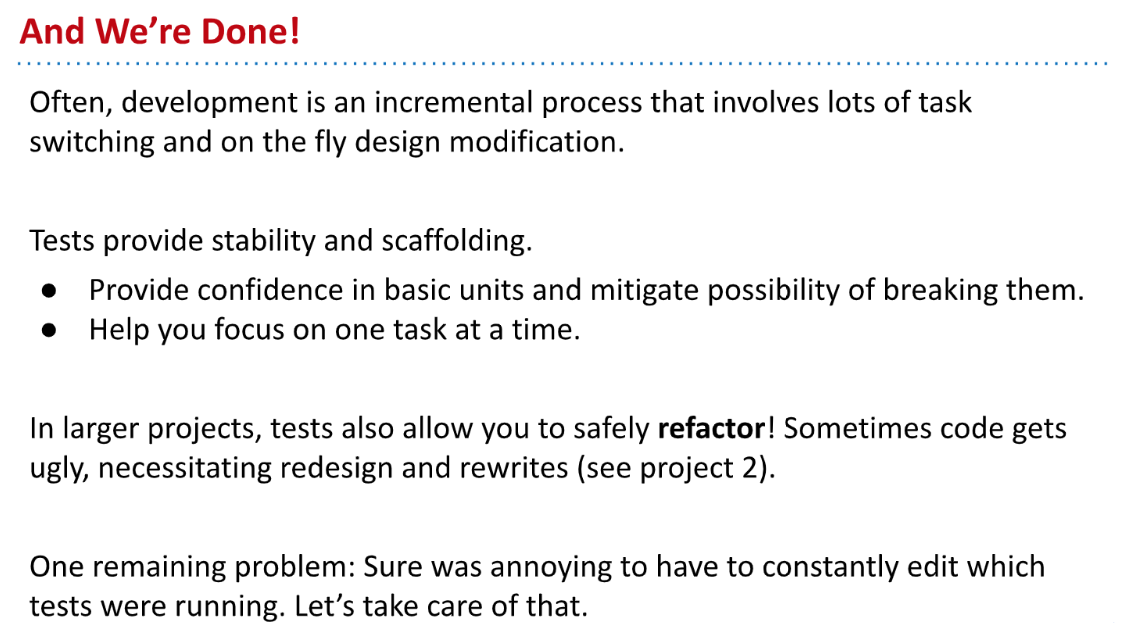 And We’re Done!
Often, development is an incremental process that involves lots of task
switching and on the fly design modification.
Tests provide stability and scaffolding.
● Provide confidence in basic units and mitigate possibility of breaking them.
● Help you focus on one task at a time.
In larger projects, tests also allow you to safely refactor! Sometimes code gets
ugly, necessitating redesign and rewrites (see project 2).
One remaining problem: Sure was annoying to have to constantly edit which
tests were running. Let’s take care of that.